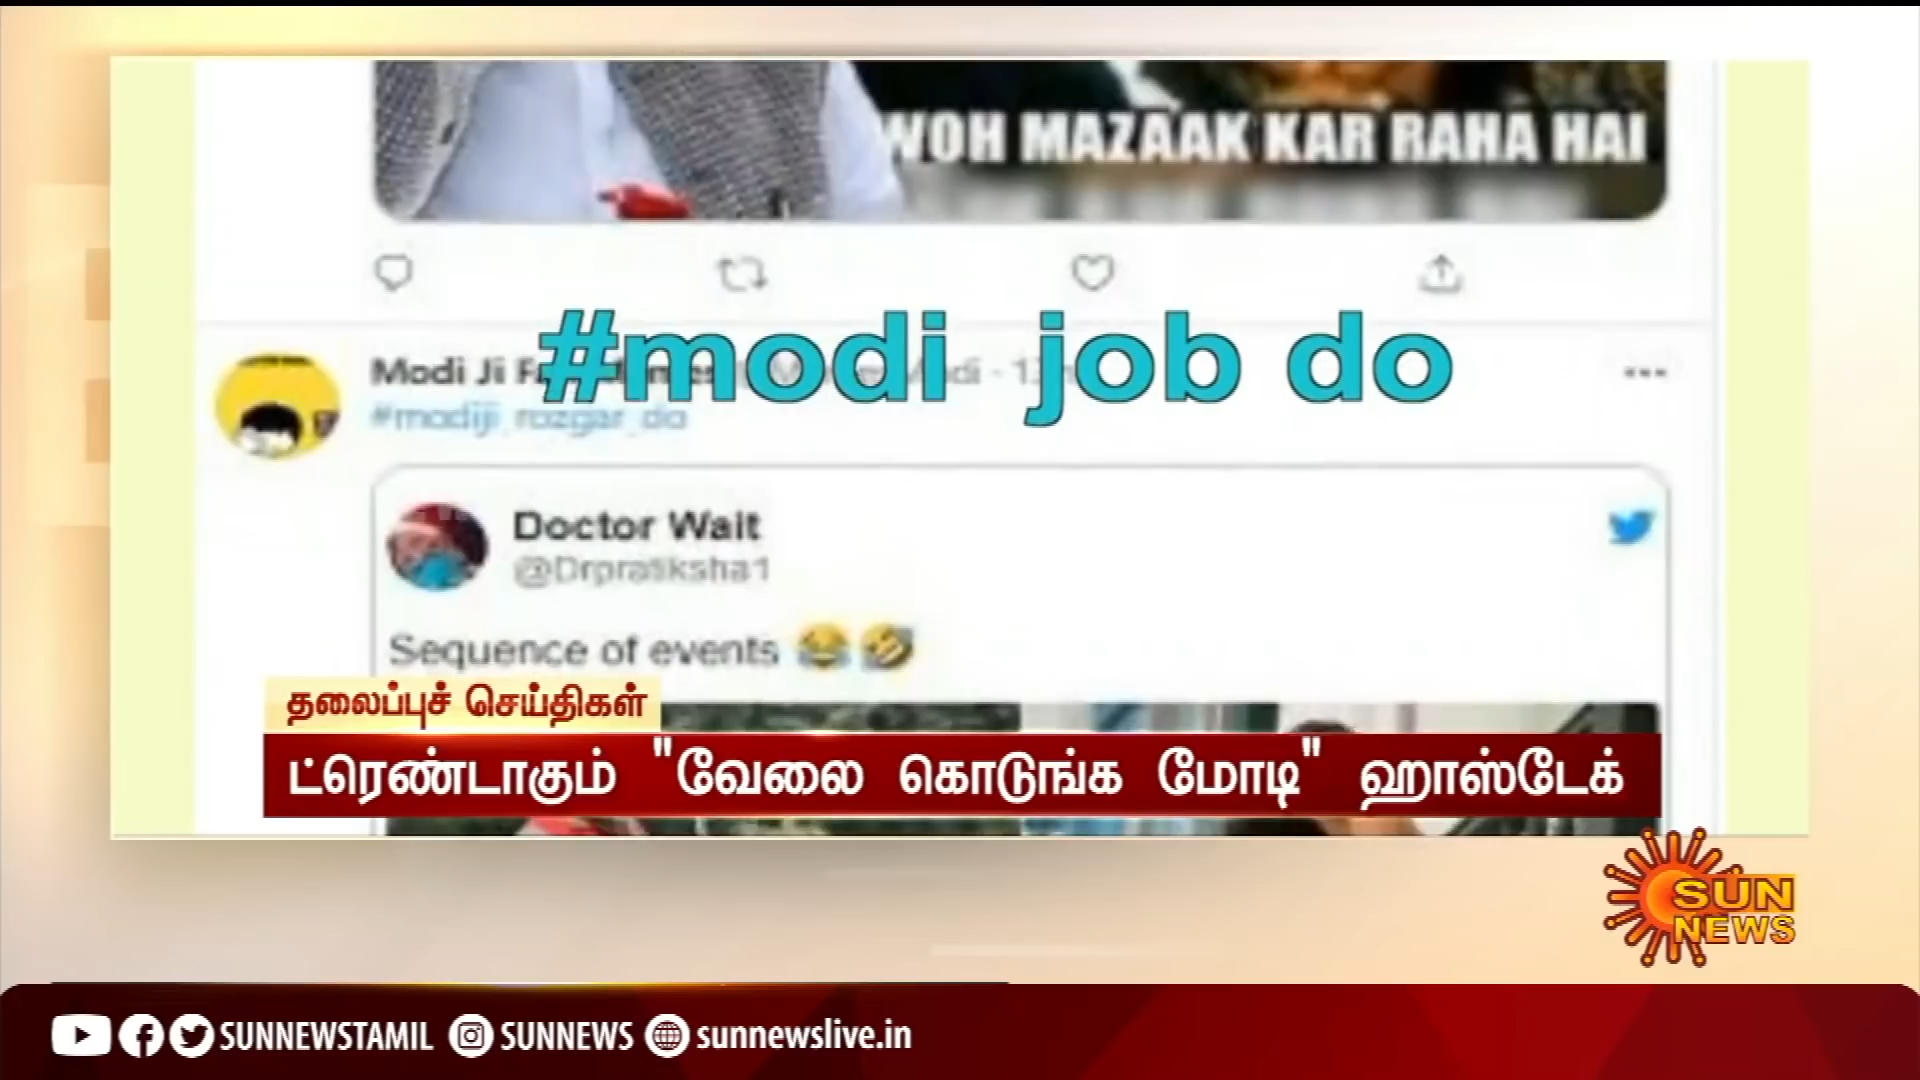 WOH MAZAAK KAR RAHA HAI
#modi job do
Modi Ji
#modiji_rozgar_do
Doctor Wait
@Drpratiksha1
Sequence of events 😂 🤣
தலைப்புச் செய்திகள்
ட்ரெண்டாகும் "வேலை கொடுங்க மோடி" ஹாஸ்டேக்
SUN
NEWS
SUNNEWSTAMIL SUNNEWS sunnewslive.in